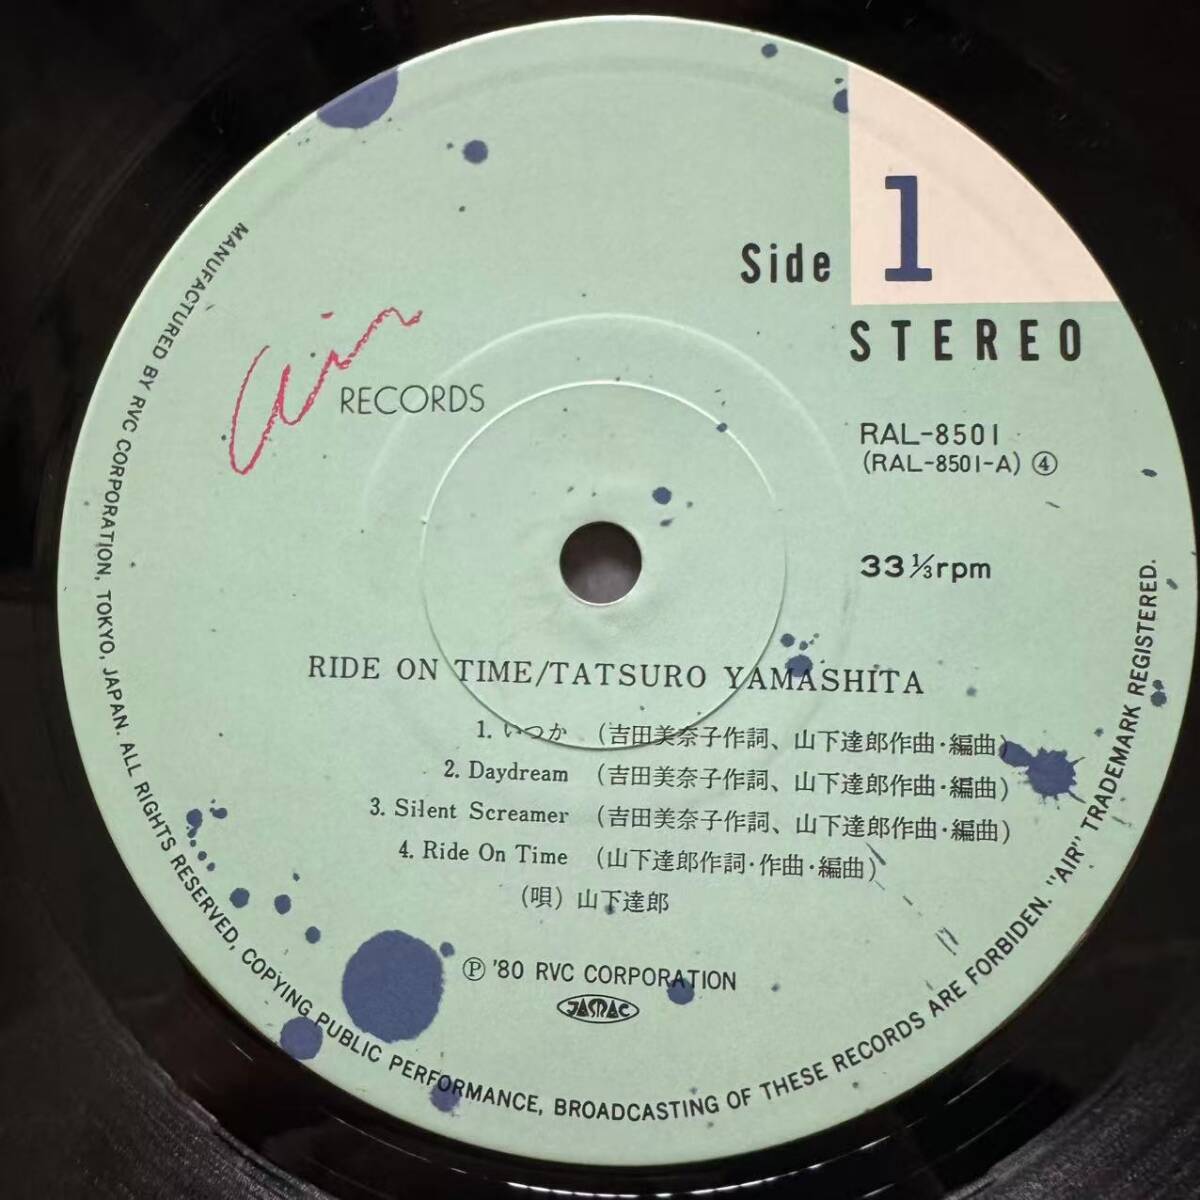 Side 1
STEREO
air
RECORDS
RAL-8501
(RAL-8501-A) ④
33 1/3 rpm
RIDE ON TIME/TATSURO YAMASHITA
1. いつか (吉田美奈子作詞、山下達郎作曲・編曲)
2. Daydream (吉田美奈子作詞、山下達郎作曲・編曲)
3. Silent Screamer (吉田美奈子作詞、山下達郎作曲・編曲)
4. Ride On Time (山下達郎作詞・作曲・編曲)
(唄) 山下達郎
Ⓟ '80 RVC CORPORATION
JASRAC
MANUFACTURED BY RVC CORPORATION, TOKYO, JAPAN. ALL RIGHTS RESERVED, COPYING PUBLIC PERFORMANCE, BROADCASTING OF THESE RECORDS ARE FORBIDEN. "AIR" TRADEMARK REGISTERED.